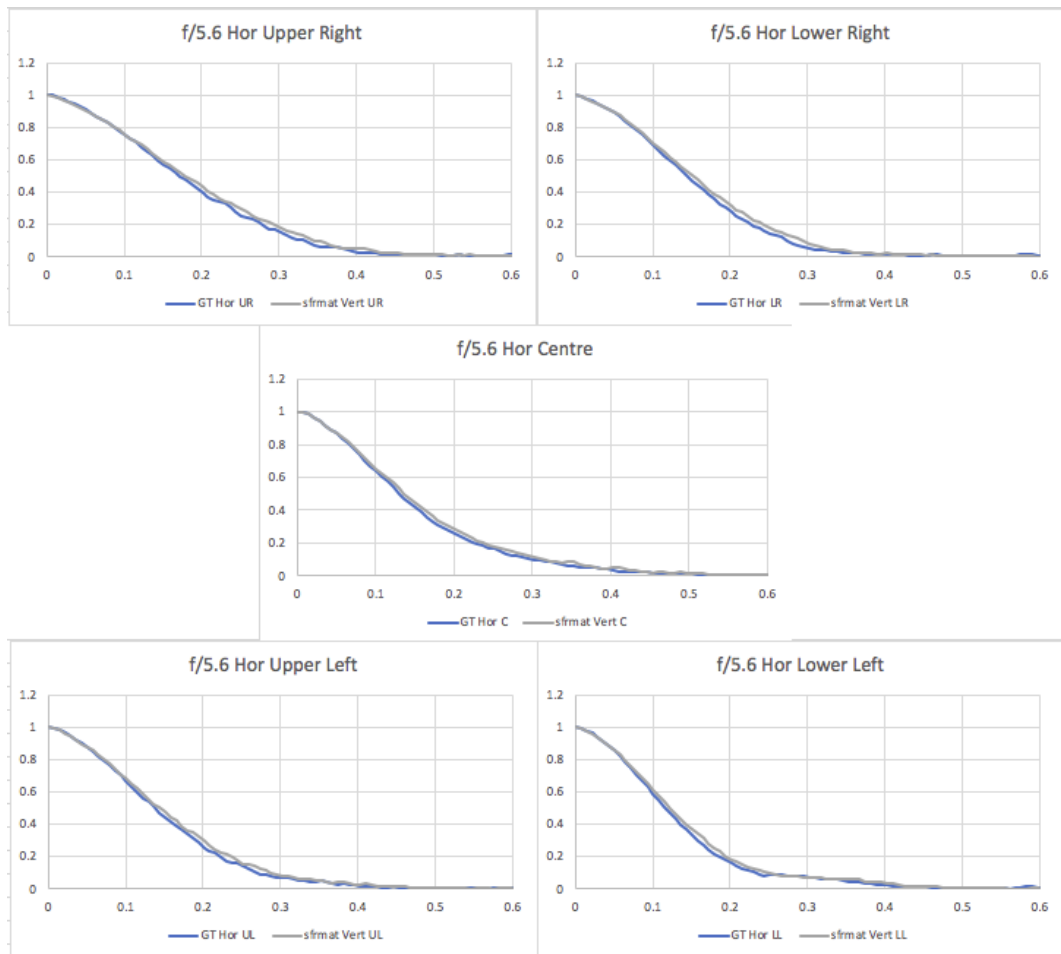 f/5.6 Hor Upper Right
1.2
1
0.8
0.6
0.4
0.2
0
0 0.1 0.2 0.3 0.4 0.5 0.6
GT Hor UR sfrmat Vert UR
f/5.6 Hor Lower Right
1.2
1
0.8
0.6
0.4
0.2
0
0 0.1 0.2 0.3 0.4 0.5 0.6
GT Hor LR sfrmat Vert LR
f/5.6 Hor Centre
1.2
1
0.8
0.6
0.4
0.2
0
0 0.1 0.2 0.3 0.4 0.5 0.6
GT Hor C sfrmat Vert C
f/5.6 Hor Upper Left
1.2
1
0.8
0.6
0.4
0.2
0
0 0.1 0.2 0.3 0.4 0.5 0.6
GT Hor UL sfrmat Vert UL
f/5.6 Hor Lower Left
1.2
1
0.8
0.6
0.4
0.2
0
0 0.1 0.2 0.3 0.4 0.5 0.6
GT Hor LL sfrmat Vert LL